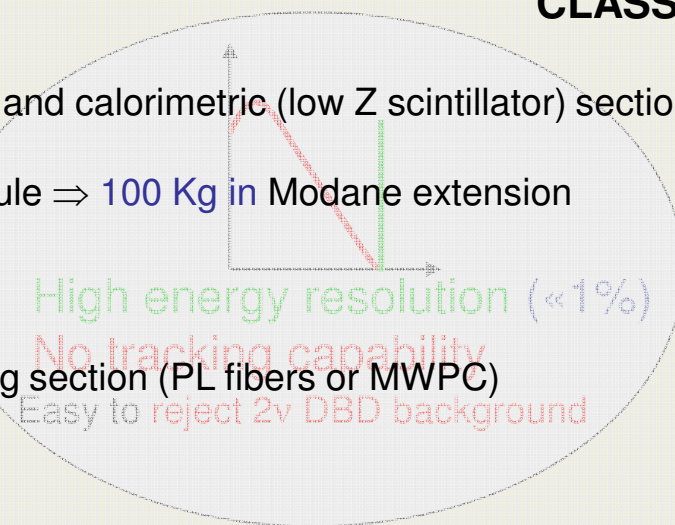 CLASS
and calorimetric (low Z scintillator) sectio
ule ⇒ 100 Kg in Modane extension
High energy resolution («1%)
No tracking capability
g section (PL fibers or MWPC)
Easy to reject 2ν DBD background